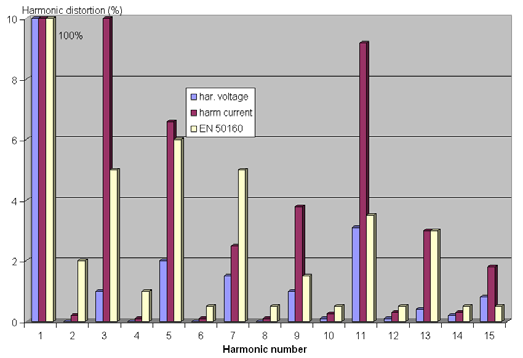 Harmonic distortion (%)
10
100%
8
har. voltage
harm current
EN 50160
6
4
2
0
1 2 3 4 5 6 7 8 9 10 11 12 13 14 15
Harmonic number